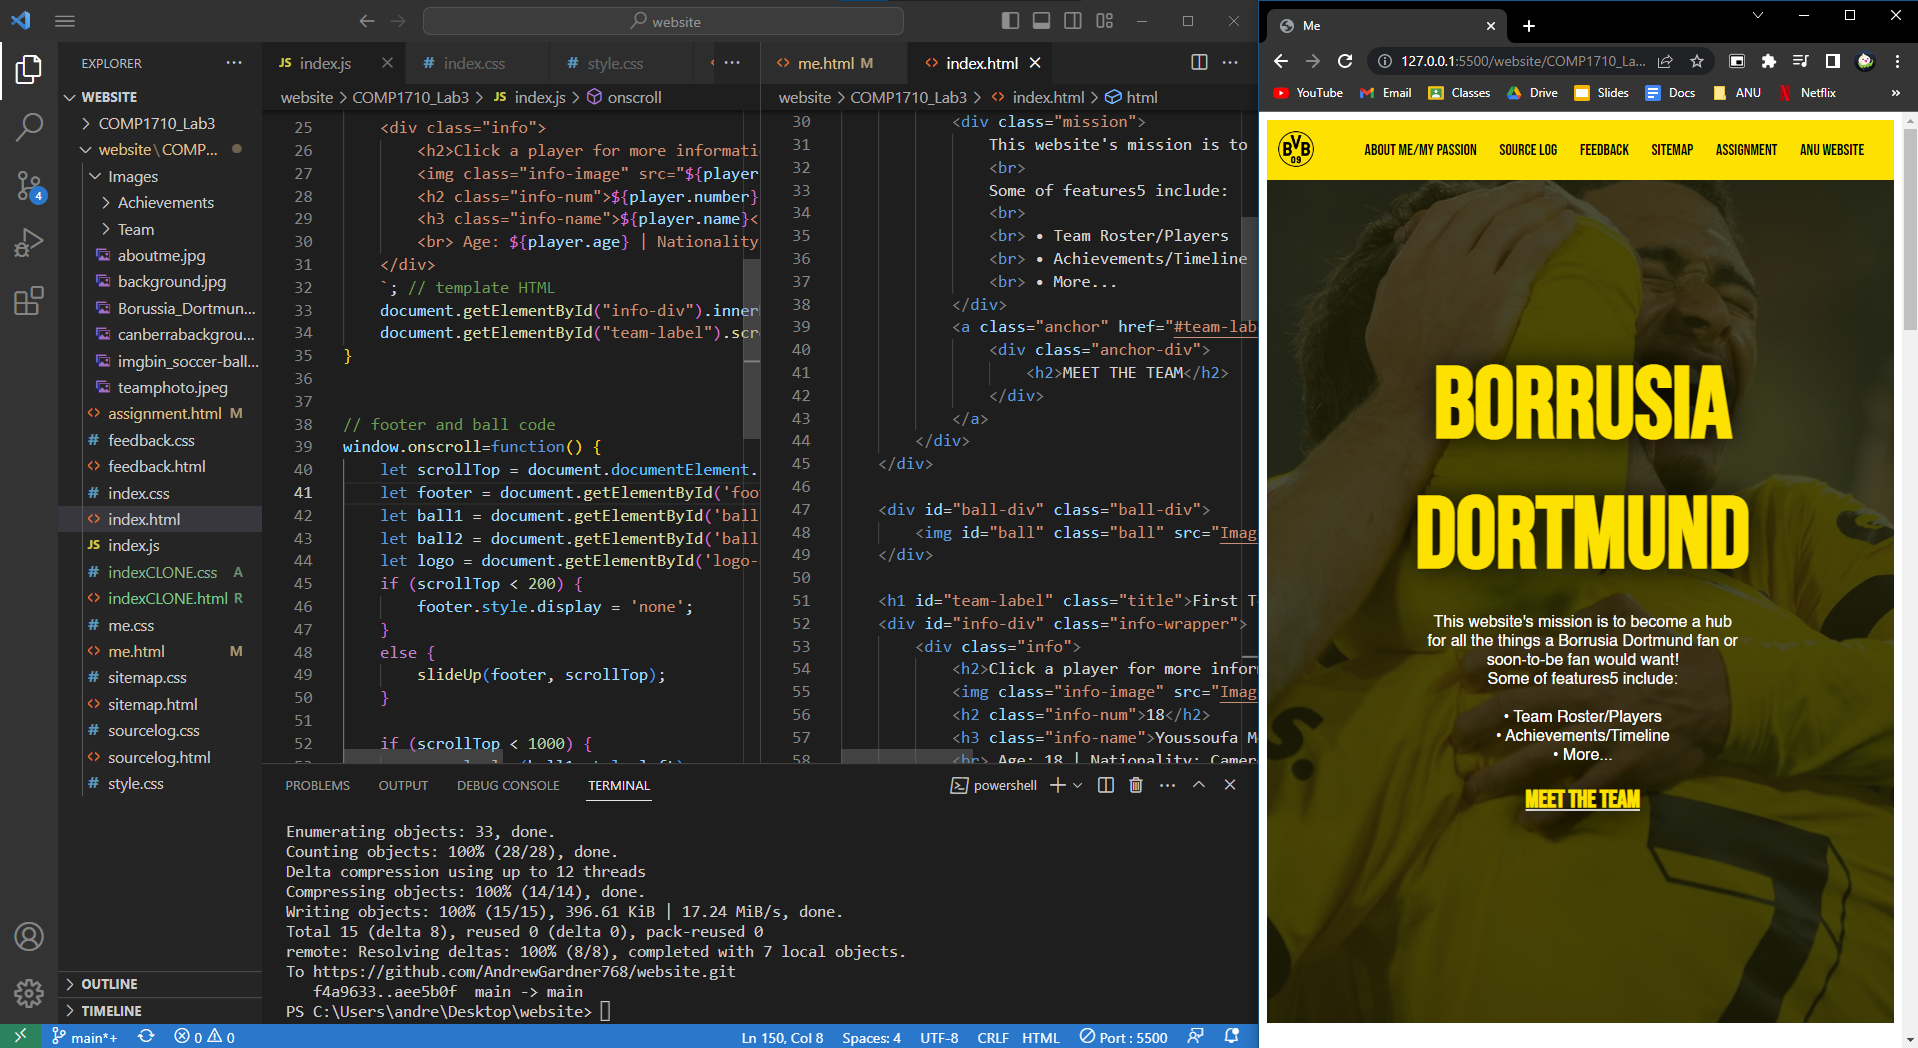 website
EXPLORER
WEBSITE
COMP1710_Lab3
website\COMP...
Images
Achievements
Team
aboutme.jpg
background.jpg
Borussia_Dortmun...
canberrabackgrou...
imgbin_soccer-ball...
teamphoto.jpeg
assignment.html M
feedback.css
feedback.html
index.css
index.html
index.js
indexCLONE.css A
indexCLONE.html R
me.css
me.html M
sitemap.css
sitemap.html
sourcelog.css
sourcelog.html
style.css
OUTLINE
TIMELINE
4
JS index.js
# index.css
# style.css
website > COMP1710_Lab3 > JS index.js > onscroll
25 <div class="info">
26 <h2>Click a player for more informati
27 <img class="info-image" src="${player
28 <h2 class="info-num">${player.number}
29 <h3 class="info-name">${player.name}<
30 <br> Age: ${player.age} | Nationality
31 </div>
32 `; // template HTML
33 document.getElementById("info-div").inner
34 document.getElementById("team-label").scr
35 }
36
37
38 // footer and ball code
39 window.onscroll=function() {
40 let scrollTop = document.documentElement.
41 let footer = document.getElementById('foo
42 let ball1 = document.getElementById('ball
43 let ball2 = document.getElementById('ball
44 let logo = document.getElementById('logo-
45 if (scrollTop < 200) {
46 footer.style.display = 'none';
47 }
48 else {
49 slideUp(footer, scrollTop);
50 }
51
52 if (scrollTop < 1000) {
me.html M
index.html
website > COMP1710_Lab3 > index.html > html
30 <div class="mission">
31 This website's mission is to
32 <br>
33 Some of features5 include:
34 <br>
35 <br> • Team Roster/Players
36 <br> • Achievements/Timeline
37 <br> • More...
38 </div>
39 <a class="anchor" href="#team-lab
40 <div class="anchor-div">
41 <h2>MEET THE TEAM</h2>
42 </div>
43 </a>
44 </div>
45 </div>
46
47 <div id="ball-div" class="ball-div">
48 <img id="ball" class="ball" src="Imag
49 </div>
50
51 <h1 id="team-label" class="title">First T
52 <div id="info-div" class="info-wrapper">
53 <div class="info">
54 <h2>Click a player for more infor
55 <img class="info-image" src="Imag
56 <h2 class="info-num">18</h2>
57 <h3 class="info-name">Youssoufa M
58 <br> Age: 18 | Nationality: Camer
PROBLEMS OUTPUT DEBUG CONSOLE TERMINAL
powershell
Enumerating objects: 33, done.
Counting objects: 100% (28/28), done.
Delta compression using up to 12 threads
Compressing objects: 100% (14/14), done.
Writing objects: 100% (15/15), 396.61 KiB | 17.24 MiB/s, done.
Total 15 (delta 8), reused 0 (delta 0), pack-reused 0
remote: Resolving deltas: 100% (8/8), completed with 7 local objects.
To https://github.com/AndrewGardner768/website.git
f4a9633..aee5b0f main -> main
PS C:\Users\andre\Desktop\website>
main*+ 0 0 Ln 150, Col 8 Spaces: 4 UTF-8 CRLF HTML Port : 5500
Me
127.0.0.1:5500/website/COMP1710_La...
YouTube Email Classes Drive Slides Docs ANU Netflix »
BVB
09
ABOUT ME/MY PASSION SOURCE LOG FEEDBACK SITEMAP ASSIGNMENT ANU WEBSITE
BORRUSIA
DORTMUND
This website's mission is to become a hub
for all the things a Borrusia Dortmund fan or
soon-to-be fan would want!
Some of features5 include:
• Team Roster/Players
• Achievements/Timeline
• More...
MEET THE TEAM